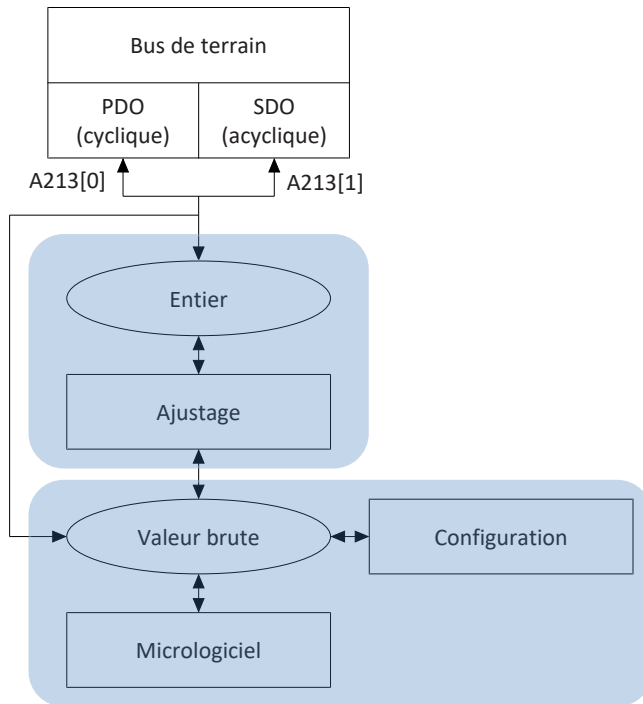 Bus de terrain
PDO
(cyclique)
SDO
(acyclique)
A213[0]
A213[1]
Entier
Ajustage
Valeur brute
Configuration
Micrologiciel